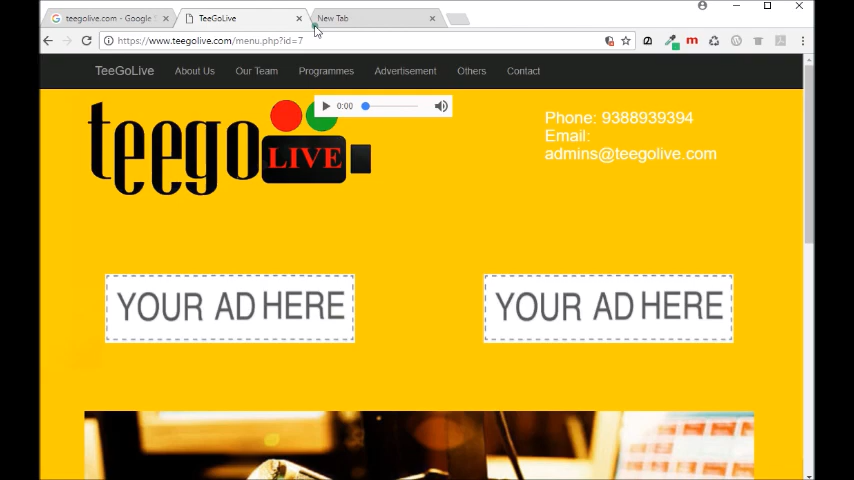 teegolive.com - Google S
TeeGoLive
New Tab
https://www.teegolive.com/menu.php?id=7
TeeGoLive
About Us
Our Team
Programmes
Advertisement
Others
Contact
0:00
teego
LIVE
Phone: 9388939394
Email:
admins@teegolive.com
YOUR AD HERE
YOUR AD HERE